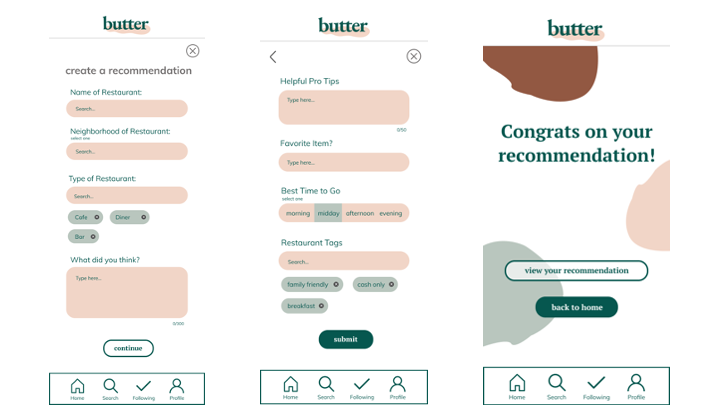 butter
create a recommendation
Name of Restaurant:
Search...
Neighborhood of Restaurant:
select one
Search...
Type of Restaurant:
Search...
Cafe
Diner
Bar
What did you think?
Type here...
0/300
continue
Home Search Following Profile
butter
Helpful Pro Tips
Type here...
0/50
Favorite Item?
Type here...
Best Time to Go
select one
morning midday afternoon evening
Restaurant Tags
Search...
family friendly
cash only
breakfast
submit
Home Search Following Profile
butter
Congrats on your
recommendation!
view your recommendation
back to home
Home Search Following Profile